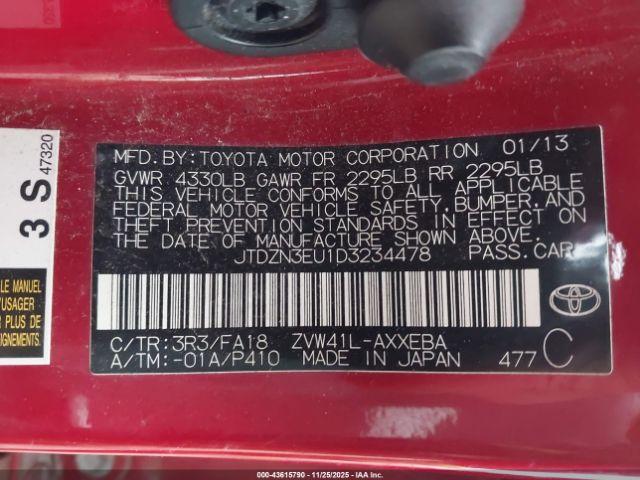 3 S 47320
LE MANUEL
'USAGER
R PLUS DE
IGNEMENTS.
MFD. BY: TOYOTA MOTOR CORPORATION 01/13
GVWR 4330LB GAWR FR 2295LB RR 2295LB
THIS VEHICLE CONFORMS TO ALL APPLICABLE
FEDERAL MOTOR VEHICLE SAFETY, BUMPER, AND
THEFT PREVENTION STANDARDS IN EFFECT ON
THE DATE OF MANUFACTURE SHOWN ABOVE.
JTDZN3EU1D3234478 PASS. CAR
C/TR: 3R3/FA18 ZVW41L-AXXEBA
A/TM: -01A/P410 MADE IN JAPAN 477 C
000-43615790 - 11/25/2025 - IAAI.COM